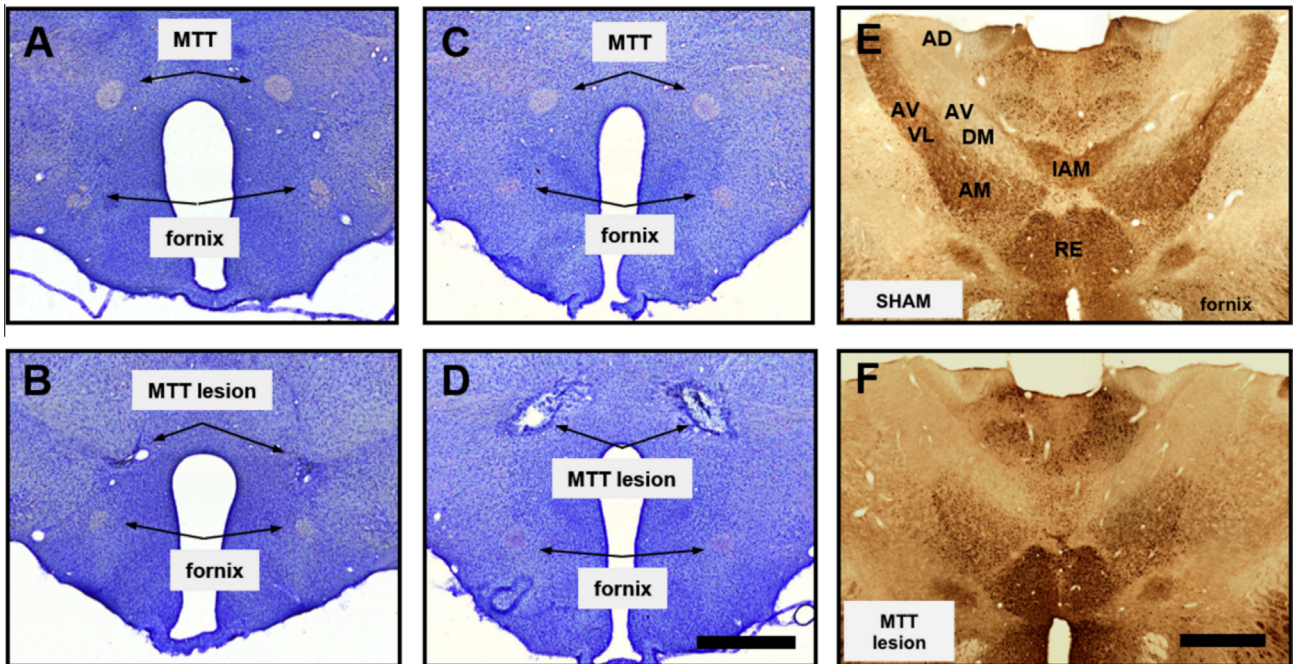 A
MTT
fornix
C
MTT
fornix
E
AD
AV
VL
AV
DM
IAM
AM
RE
SHAM
fornix
B
MTT lesion
fornix
D
MTT lesion
fornix
F
MTT
lesion